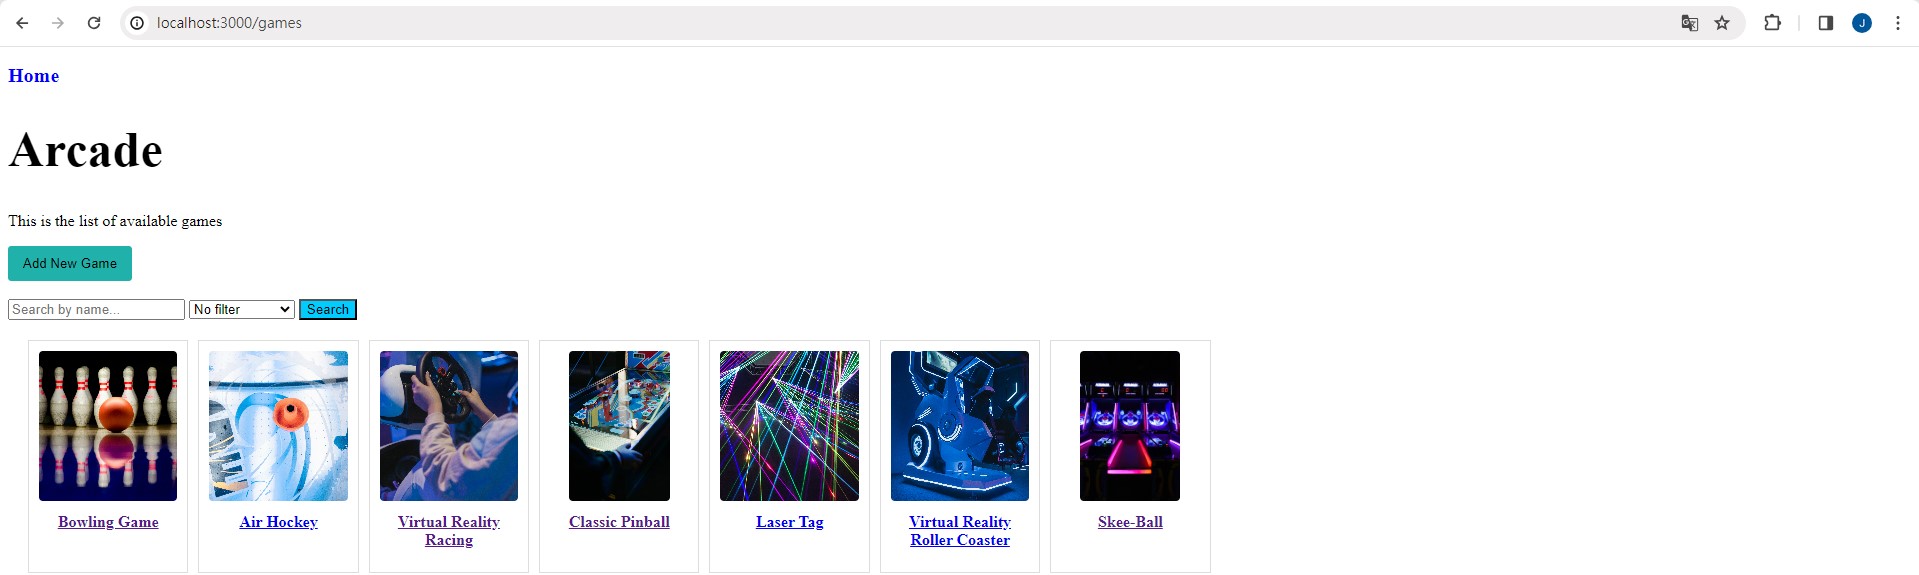 localhost:3000/games
J
Home
Arcade
This is the list of available games
Add New Game
Search by name... No filter Search
Bowling Game
Air Hockey
Virtual Reality
Racing
Classic Pinball
Laser Tag
Virtual Reality
Roller Coaster
Skee-Ball